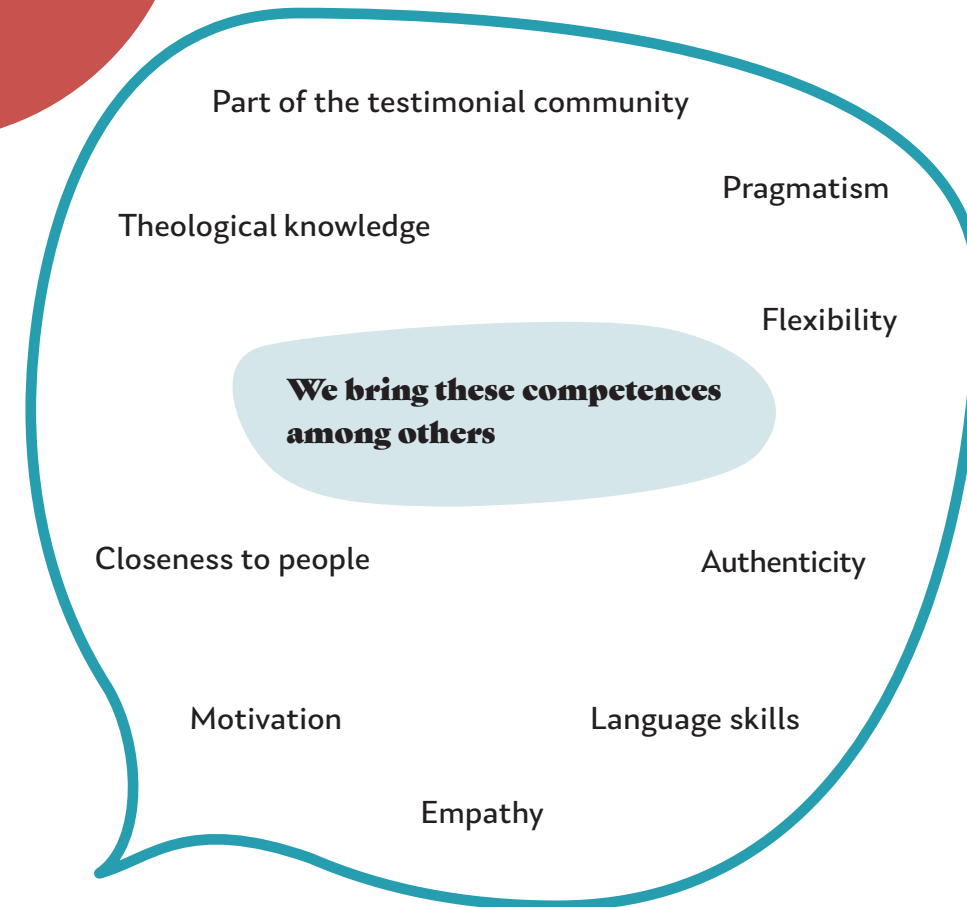 Part of the testimonial community
Pragmatism
Theological knowledge
Flexibility
We bring these competences
among others
Closeness to people
Authenticity
Motivation
Language skills
Empathy